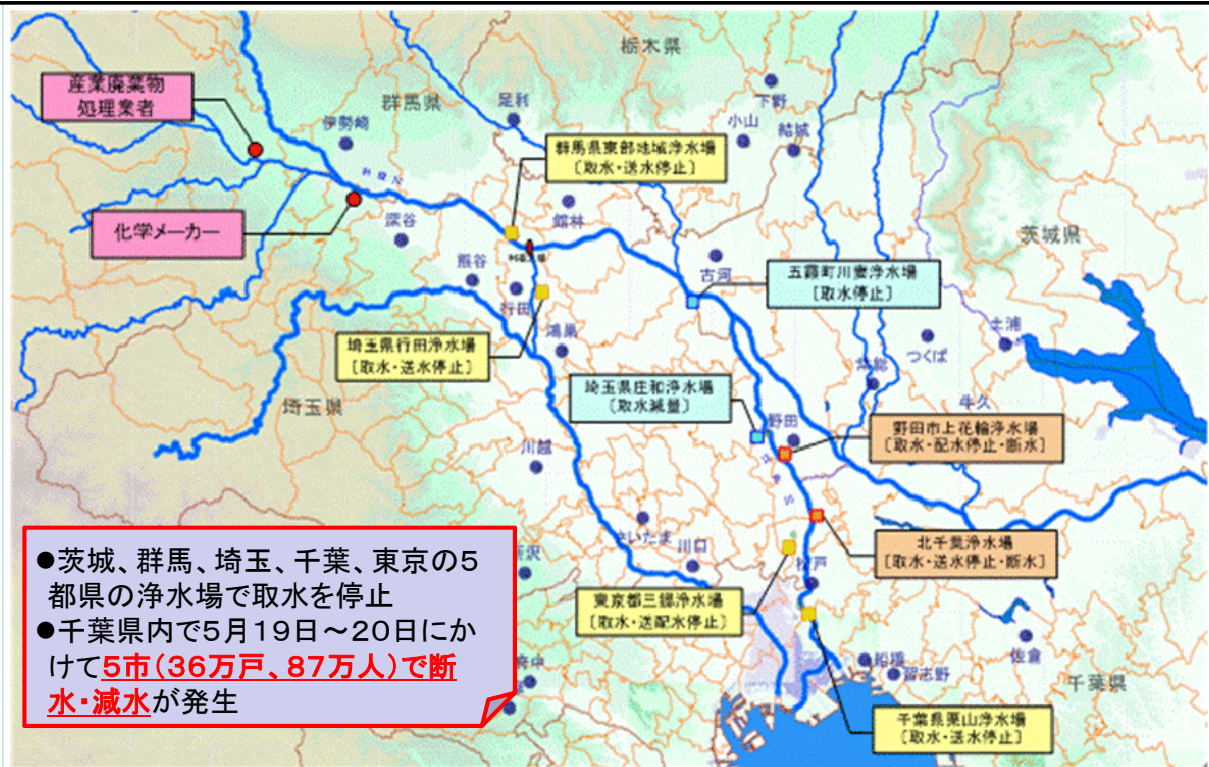 栃木県
産業廃棄物
処理業者
群馬県
足利
下野
伊勢崎
小山
結城
群馬県東部地域浄水場
［取水・送水停止］
化学メーカー
深谷
館林
茨城県
熊谷
古河
五霞町川妻浄水場
［取水停止］
行田
土浦
つくば
鴻巣
常総
埼玉県行田浄水場
［取水・送水停止］
埼玉県庄和浄水場
［取水減量］
牛久
埼玉県
野田
野田市上花輪浄水場
［取水・配水停止・断水］
川越
さいたま
川口
北千葉浄水場
［取水・送水停止・断水］
松戸
東京都三郷浄水場
［取水・送配水停止］
●茨城、群馬、埼玉、千葉、東京の5
都県の浄水場で取水を停止
●千葉県内で5月19日～20日にか
けて5市（36万戸、87万人）で断
水・減水が発生
船橋
習志野
佐倉
千葉県
千葉県栗山浄水場
［取水・送水停止］